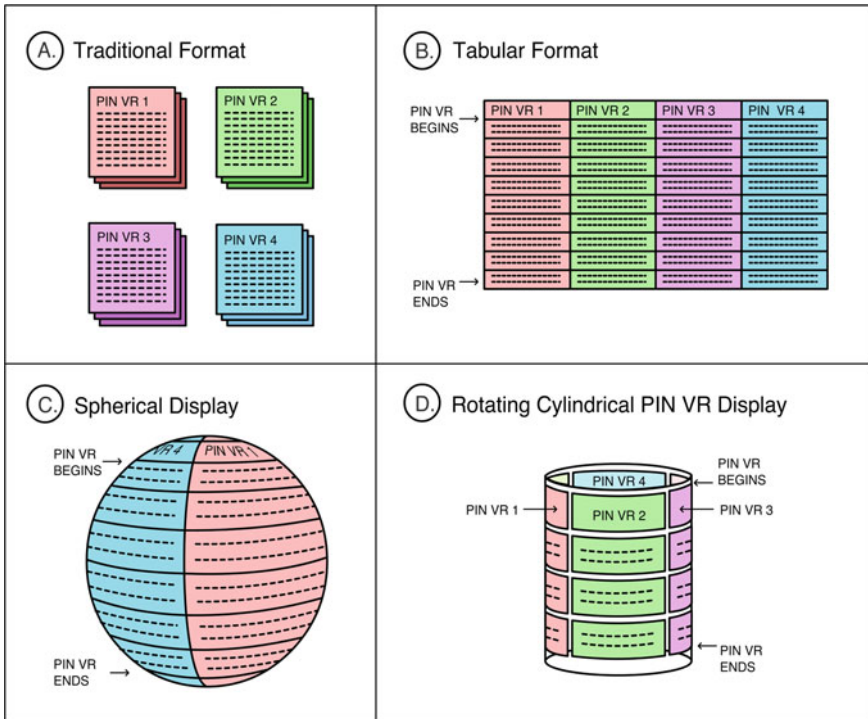 A. Traditional Format
PIN VR 1
PIN VR 2
PIN VR 3
PIN VR 4
B. Tabular Format
PIN VR
BEGINS
PIN VR 1 PIN VR 2 PIN VR 3 PIN VR 4
PIN VR
ENDS
C. Spherical Display
PIN VR
BEGINS
VR 4 PIN VR 1
PIN VR
ENDS
D. Rotating Cylindrical PIN VR Display
PIN VR
BEGINS
PIN VR 4
PIN VR 1
PIN VR 2
PIN VR 3
PIN VR
ENDS